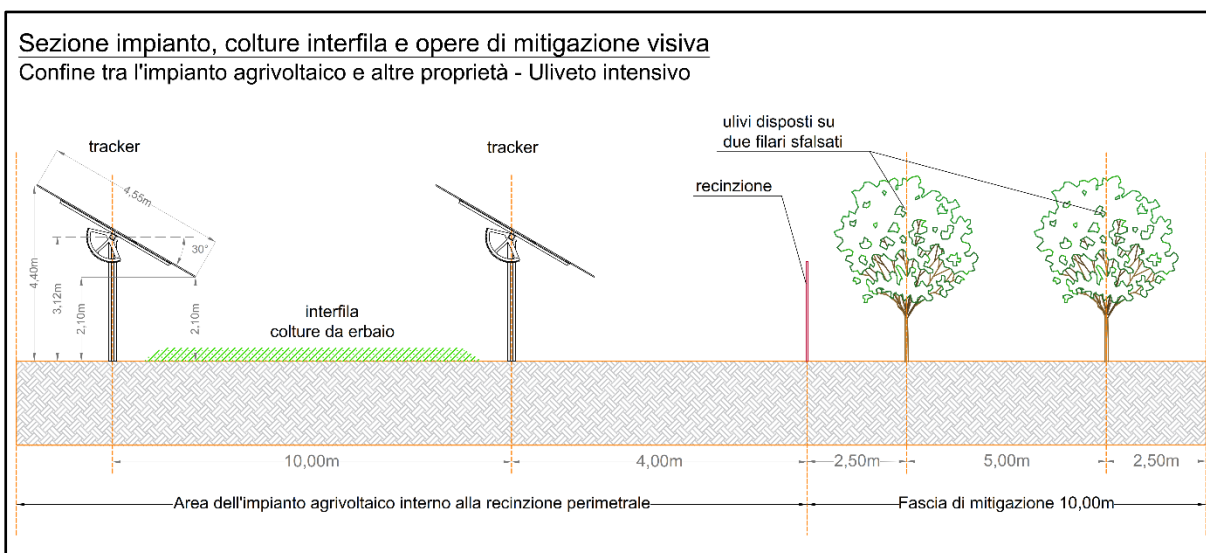 Sezione impianto, colture interfila e opere di mitigazione visiva
Confine tra l'impianto agrivoltaico e altre proprietà - Uliveto intensivo
tracker
tracker
ulivi disposti su
due filari sfalsati
recinzione
4,55m
30°
4,40m
3,12m
2,10m
2,10m
interfila
colture da erbaio
10,00m
4,00m
2,50m
5,00m
2,50m
Area dell'impianto agrivoltaico interno alla recinzione perimetrale
Fascia di mitigazione 10,00m